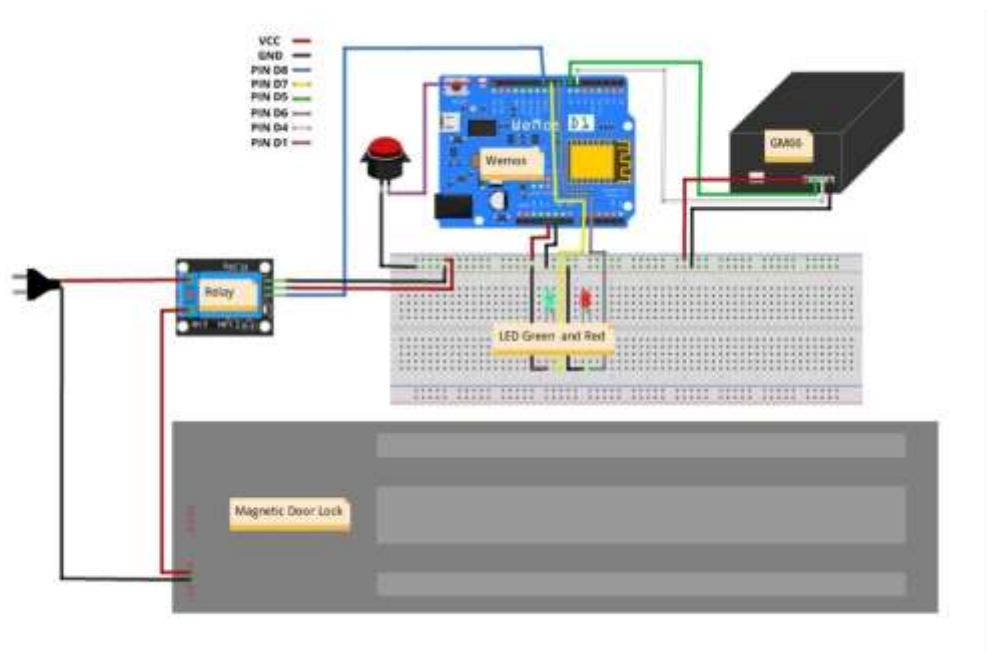 VCC
GND
PIN D8
PIN D7
PIN D5
PIN D6
PIN D4
PIN D1
Wemos D1
Wemos
GM66
Relay
LED Green and Red
Magnetic Door Lock